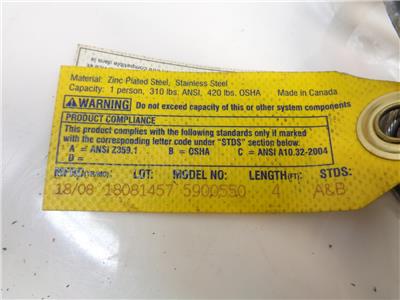 Material: Zinc Plated Steel, Stainless Steel
Capacity: 1 person, 310 lbs. ANSI, 420 lbs. OSHA Made in Canada
WARNING Do not exceed capacity of this or other system components
PRODUCT COMPLIANCE
This product complies with the following standards only if marked
with the corresponding letter code under "STDS" section below:
A = ANSI Z359.1 B = OSHA C = ANSI A10.32-2004
D =
MFRD(YR/MO): LOT: MODEL NO: LENGTH(FT): STDS:
18/08 18081457 5900550 4 A&B